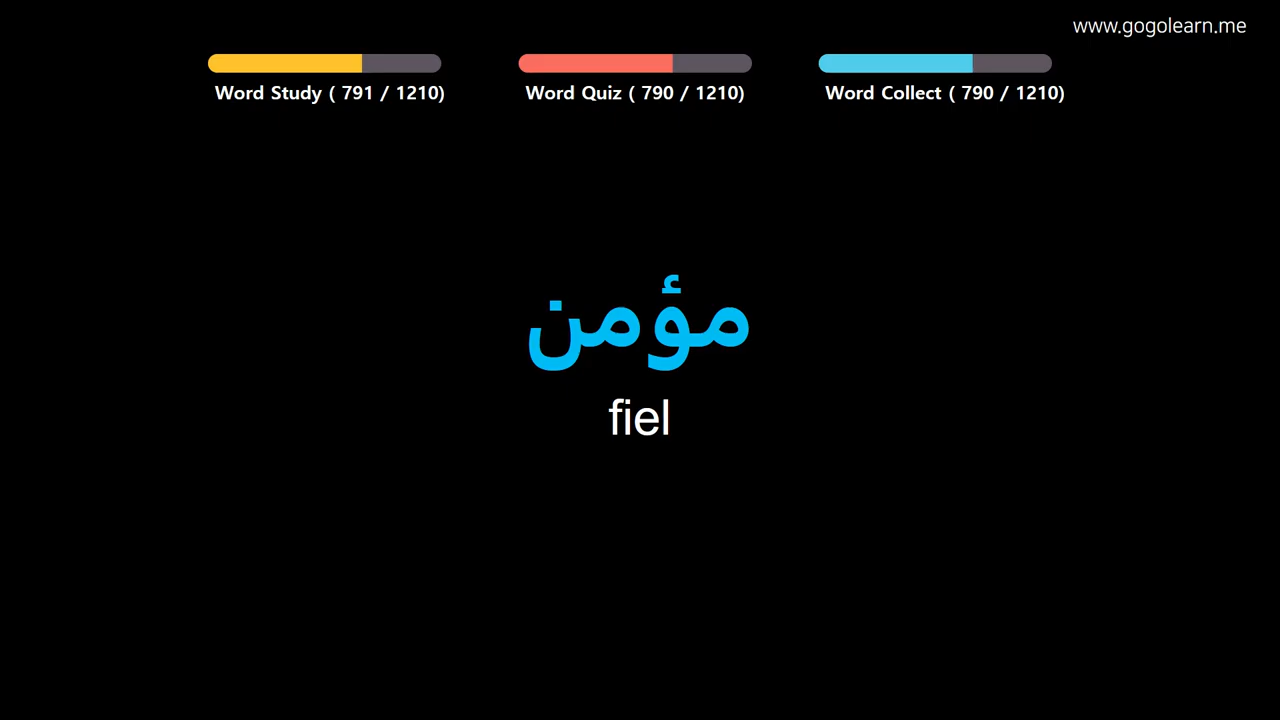 www.gogolearn.me
Word Study ( 791 / 1210)
Word Quiz ( 790 / 1210)
Word Collect ( 790 / 1210)
مؤمن
fiel